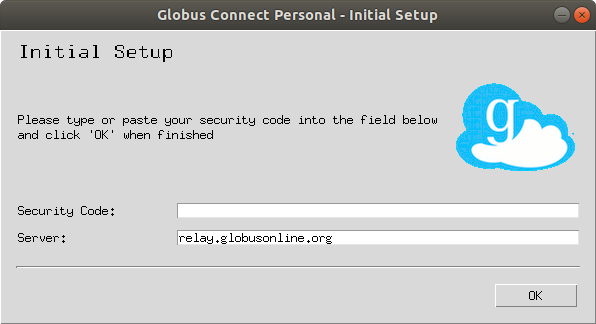 Globus Connect Personal - Initial Setup
Initial Setup
Please type or paste your security code into the field below
and click 'OK' when finished
g
Security Code:
Server: relay.globusonline.org
OK